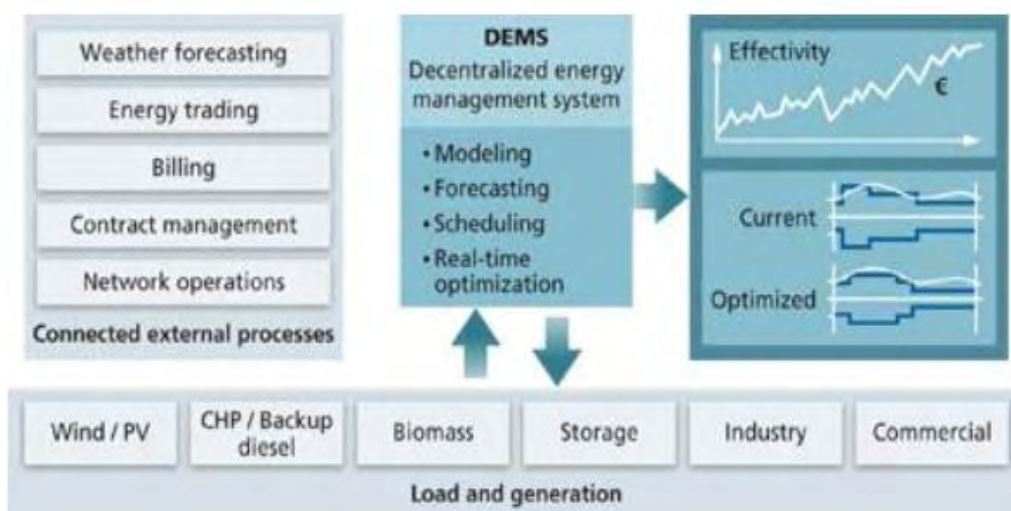 Weather forecasting
Energy trading
Billing
Contract management
Network operations
Connected external processes
DEMS
Decentralized energy
management system
• Modeling
• Forecasting
• Scheduling
• Real-time
optimization
Effectivity
€
Current
Optimized
Wind / PV
CHP / Backup
diesel
Biomass
Storage
Industry
Commercial
Load and generation